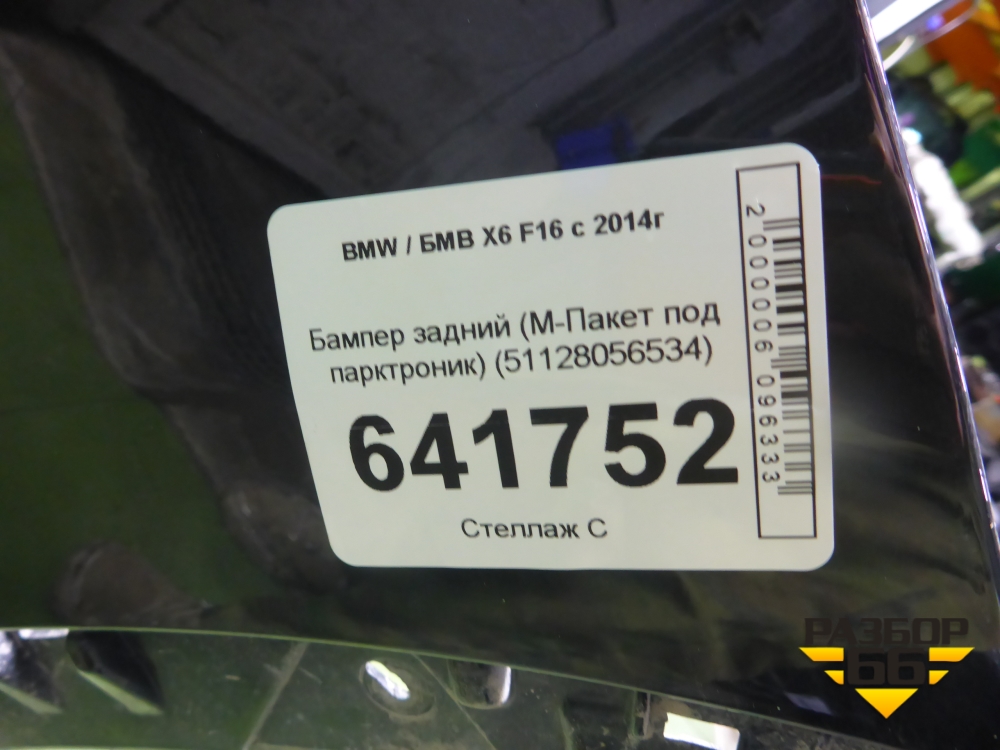 BMW / БМВ X6 F16 с 2014г
Бампер задний (М-Пакет под
парктроник) (51128056534)
641752
Стеллаж С
2 000006 096333
РАЗБОР
66